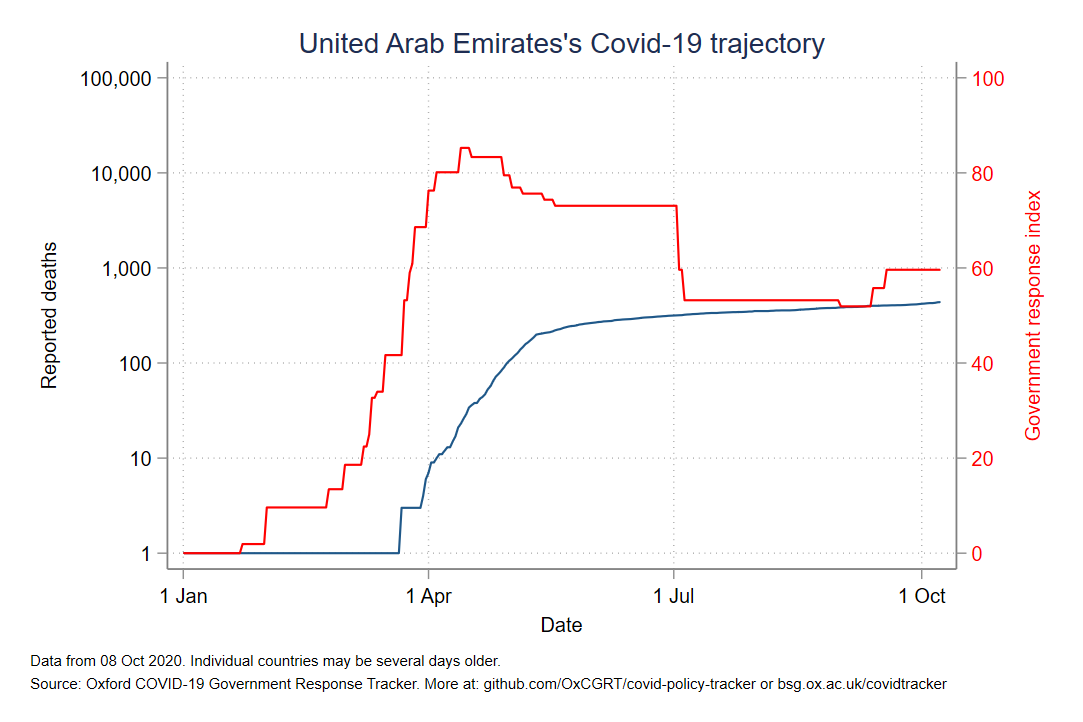 United Arab Emirates's Covid-19 trajectory
100,000
10,000
1,000
100
10
1
Reported deaths
100
80
60
40
20
0
Government response index
1 Jan
1 Apr
1 Jul
1 Oct
Date
Data from 08 Oct 2020. Individual countries may be several days older.
Source: Oxford COVID-19 Government Response Tracker. More at: github.com/OxCGRT/covid-policy-tracker or bsg.ox.ac.uk/covidtracker